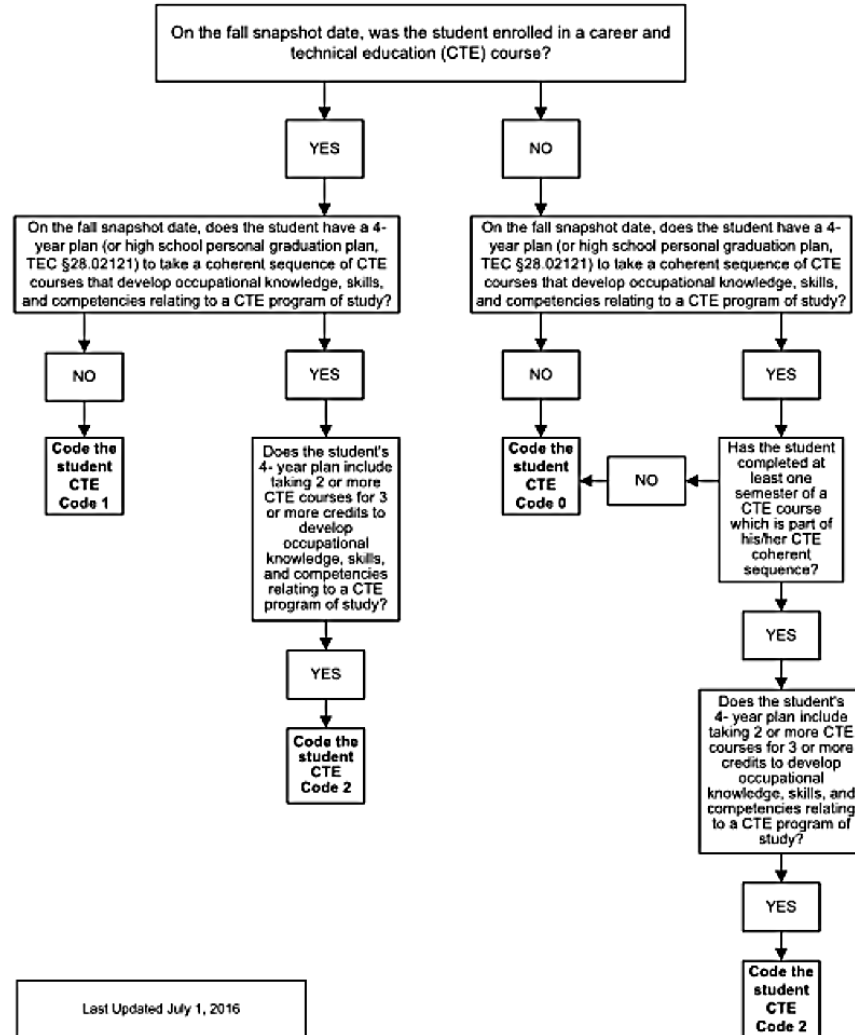 On the fall snapshot date, was the student enrolled in a career and
technical education (CTE) course?
YES
NO
On the fall snapshot date, does the student have a 4-
year plan (or high school personal graduation plan,
TEC §28.02121) to take a coherent sequence of CTE
courses that develop occupational knowledge, skills,
and competencies relating to a CTE program of study?
On the fall snapshot date, does the student have a 4-
year plan (or high school personal graduation plan,
TEC §28.02121) to take a coherent sequence of CTE
courses that develop occupational knowledge, skills,
and competencies relating to a CTE program of study?
NO
YES
NO
YES
Code the
student
CTE
Code 1
Does the student's
4- year plan include
taking 2 or more
CTE courses for 3
or more credits to
develop
occupational
knowledge, skills,
and competencies
relating to a CTE
program of study?
Code the
student
CTE
Code 0
NO
Has the student
completed at
least one
semester of a
CTE course
which is part of
his/her CTE
coherent
sequence?
YES
YES
Code the
student
CTE
Code 2
Does the student's
4- year plan include
taking 2 or more CTE
courses for 3 or more
credits to develop
occupational
knowledge, skills, and
competencies relating
to a CTE program of
study?
YES
Code the
student
CTE
Code 2
Last Updated July 1, 2016